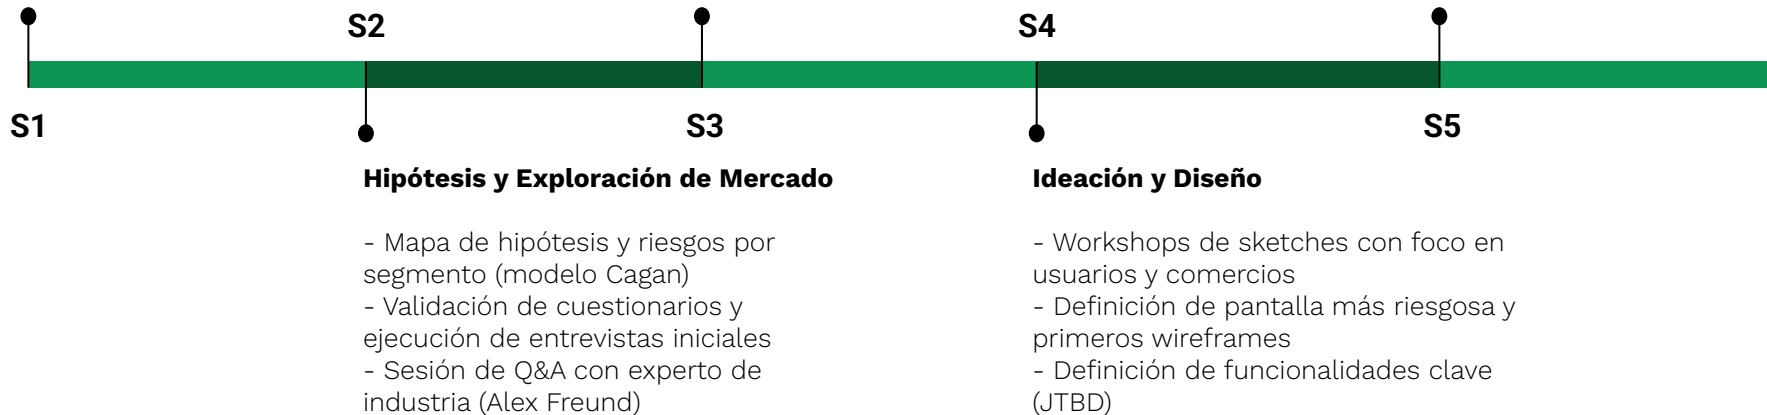 S2
S4
S1
S3
S5
Hipótesis y Exploración de Mercado
- Mapa de hipótesis y riesgos por
segmento (modelo Cagan)
- Validación de cuestionarios y
ejecución de entrevistas iniciales
- Sesión de Q&A con experto de
industria (Alex Freund)
Ideación y Diseño
- Workshops de sketches con foco en
usuarios y comercios
- Definición de pantalla más riesgosa y
primeros wireframes
- Definición de funcionalidades clave
(JTBD)